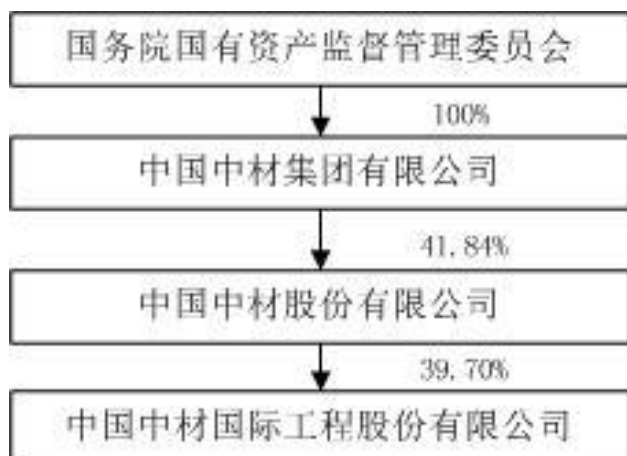 国务院国有资产监督管理委员会
100%
中国中材集团有限公司
41.84%
中国中材股份有限公司
39.70%
中国中材国际工程股份有限公司